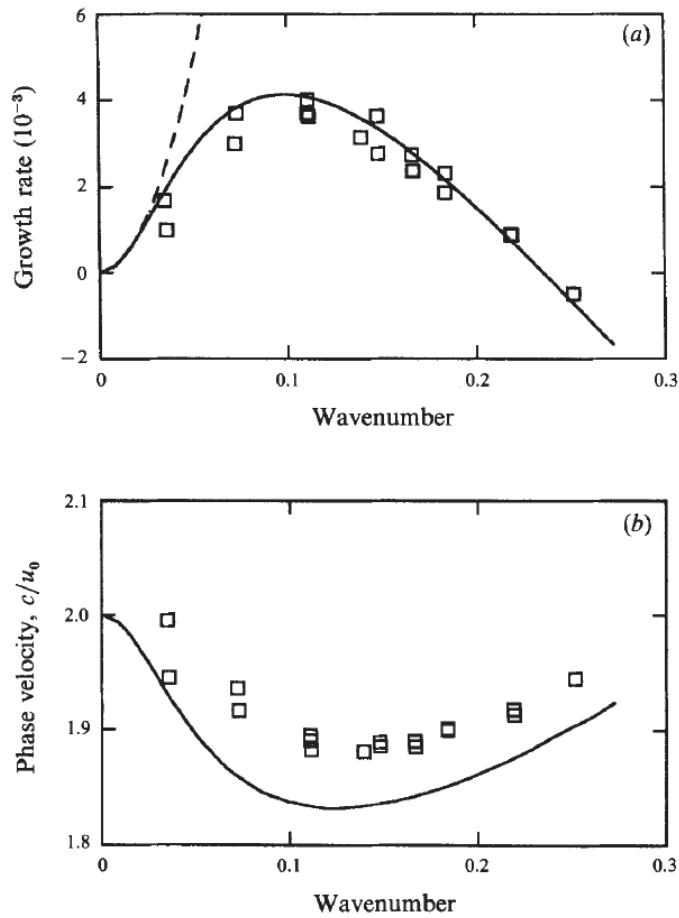 6
(a)
4
2
0
−2
Growth rate (10⁻³)
0
0.1
0.2
0.3
Wavenumber
2.1
(b)
2.0
1.9
1.8
Phase velocity, c/u₀
0
0.1
0.2
0.3
Wavenumber